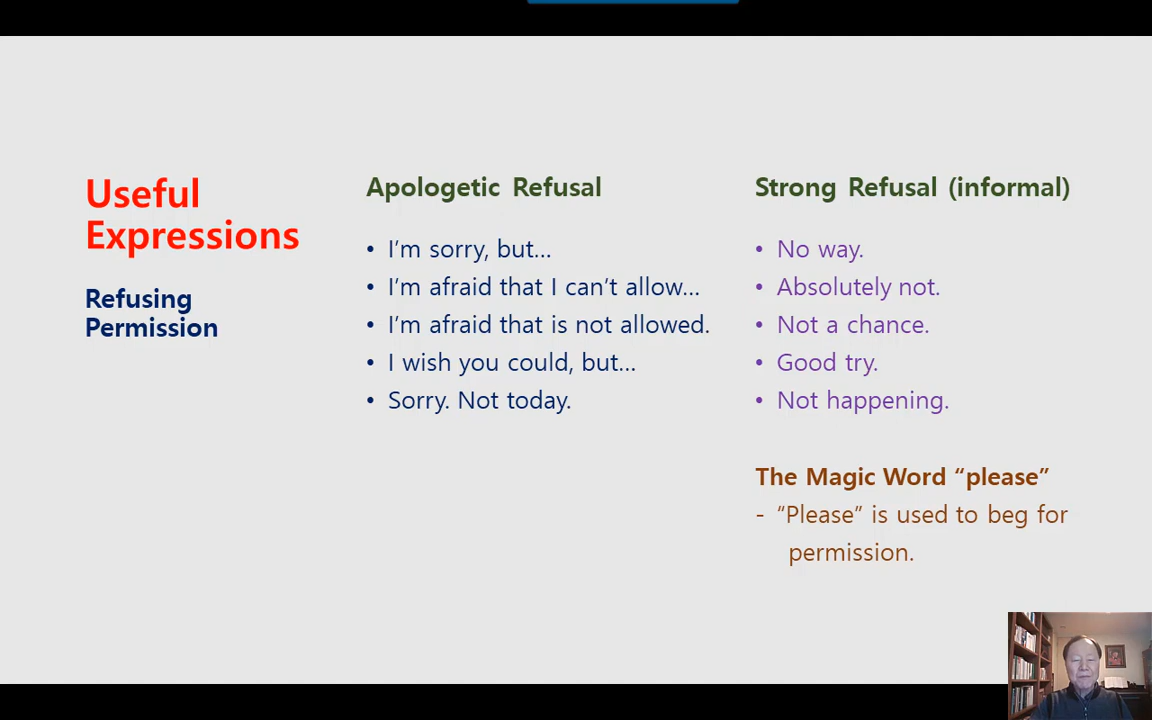 Useful
Expressions
Refusing
Permission
Apologetic Refusal
• I’m sorry, but…
• I’m afraid that I can’t allow…
• I’m afraid that is not allowed.
• I wish you could, but…
• Sorry. Not today.
Strong Refusal (informal)
• No way.
• Absolutely not.
• Not a chance.
• Good try.
• Not happening.
The Magic Word “please”
- “Please” is used to beg for
permission.